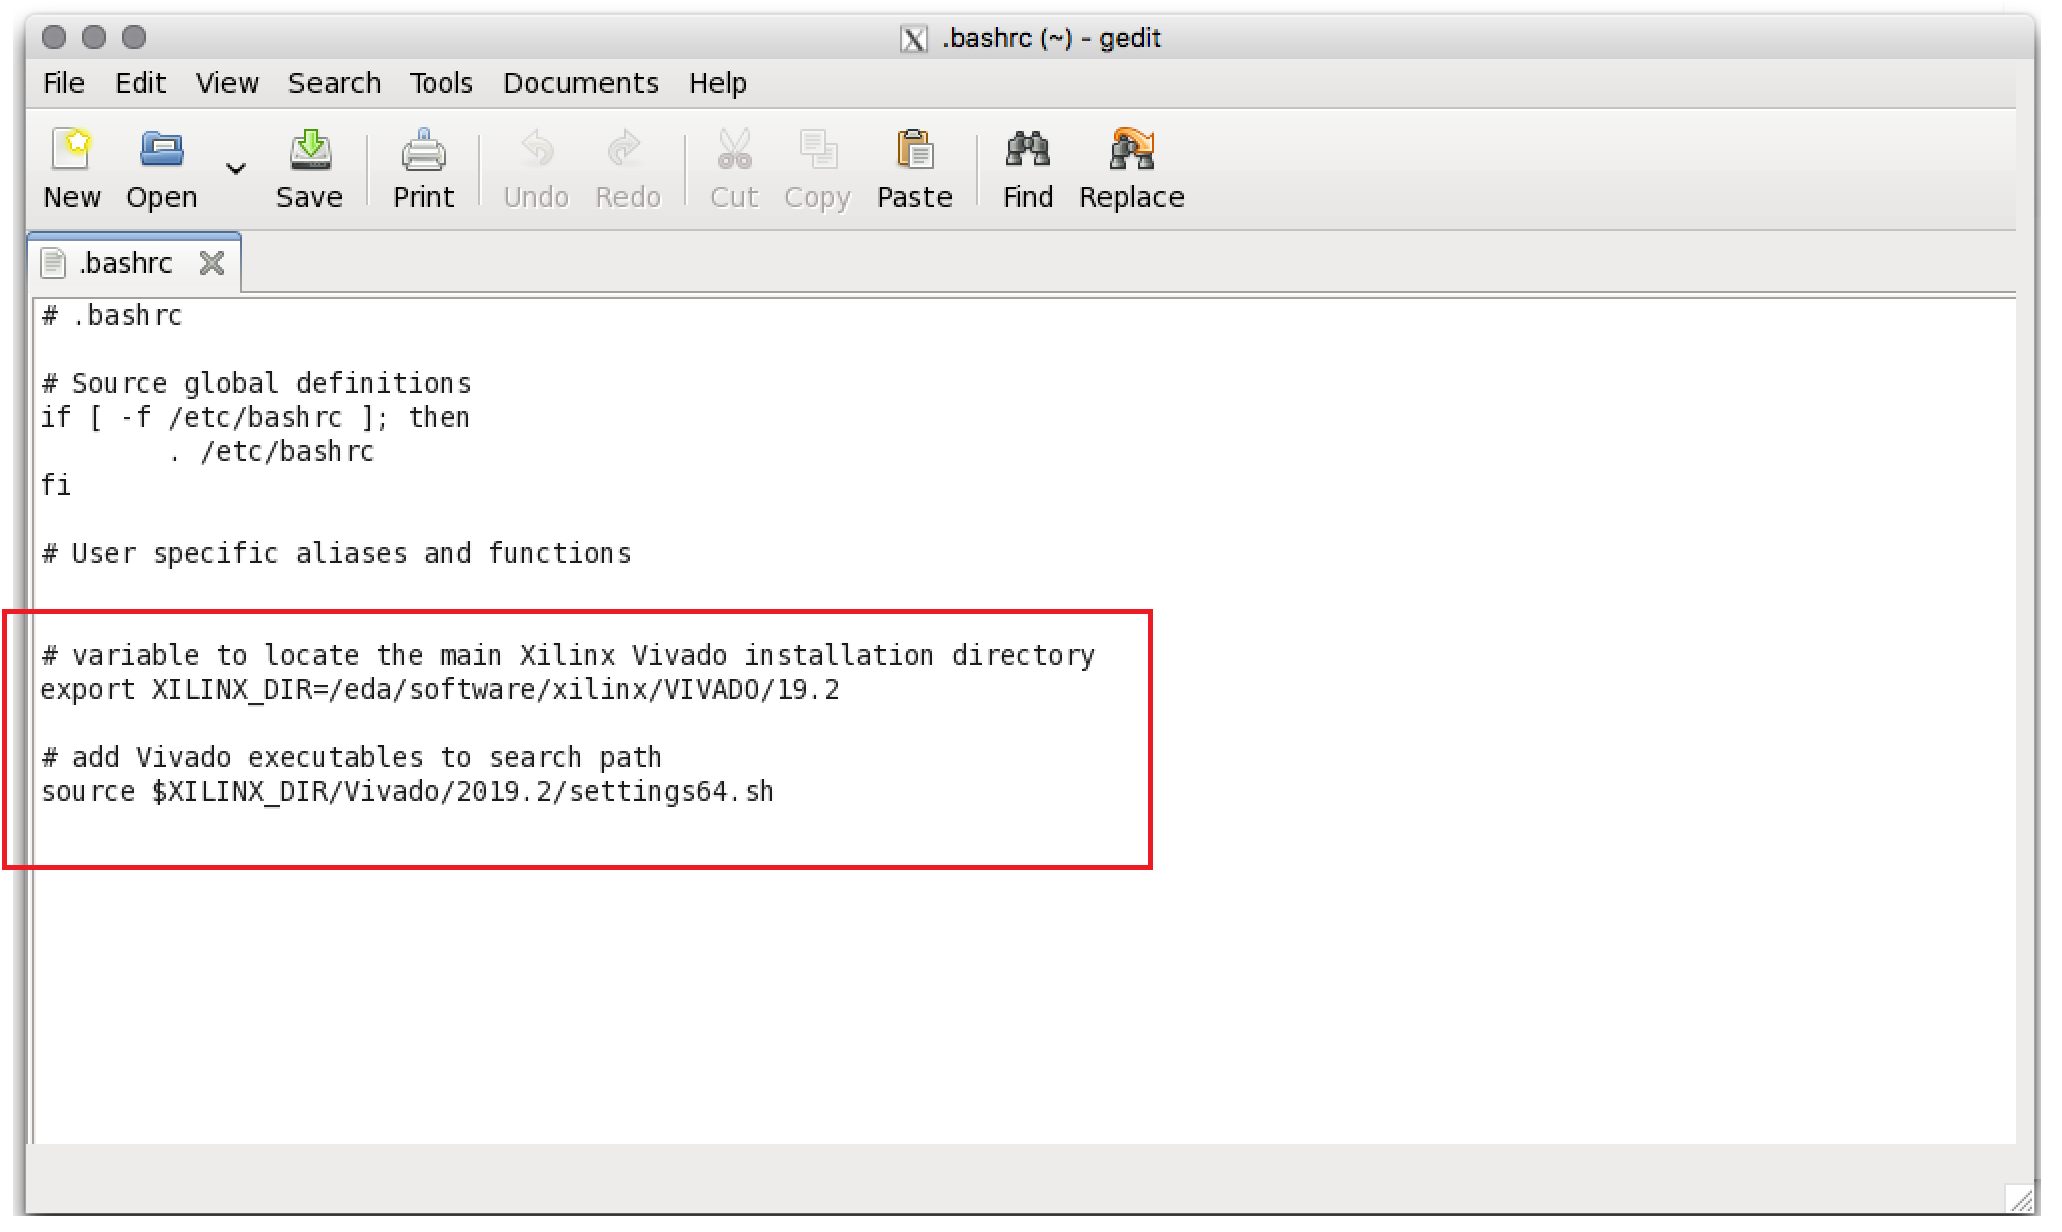 .bashrc (~) - gedit
File Edit View Search Tools Documents Help
New Open Save Print Undo Redo Cut Copy Paste Find Replace
.bashrc
# .bashrc
# Source global definitions
if [ -f /etc/bashrc ]; then
. /etc/bashrc
fi
# User specific aliases and functions
# variable to locate the main Xilinx Vivado installation directory
export XILINX_DIR=/eda/software/xilinx/VIVADO/19.2
# add Vivado executables to search path
source $XILINX_DIR/Vivado/2019.2/settings64.sh